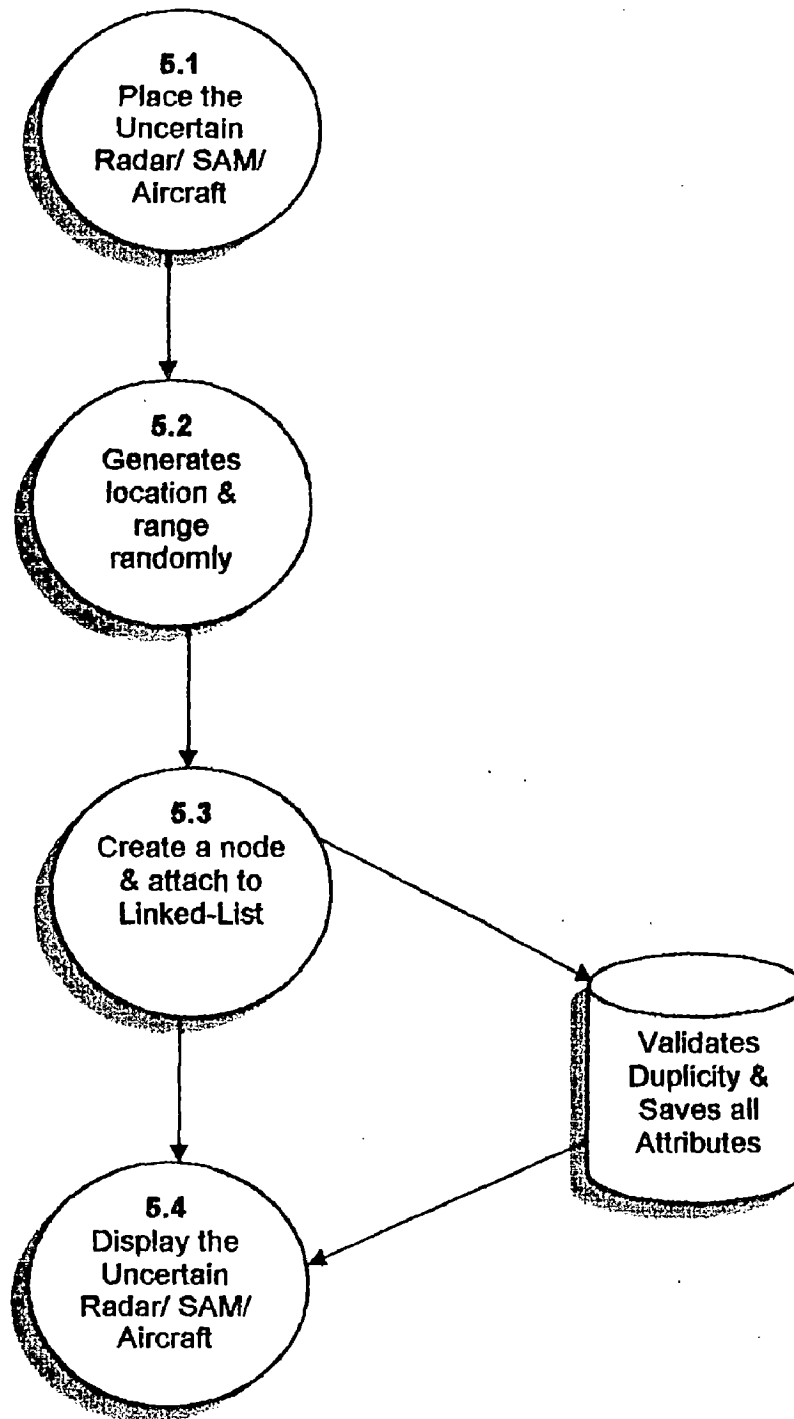 5.1
Place the
Uncertain
Radar/ SAM/
Aircraft
5.2
Generates
location &
range
randomly
5.3
Create a node
& attach to
Linked-List
Validates
Duplicity &
Saves all
Attributes
5.4
Display the
Uncertain
Radar/ SAM/
Aircraft